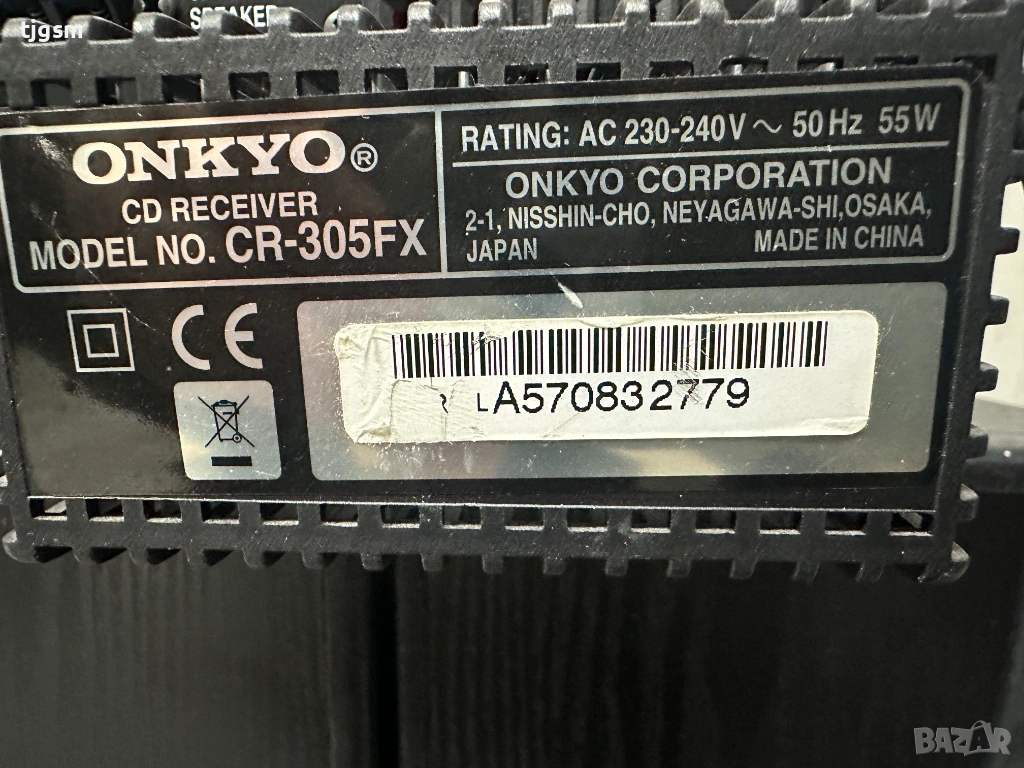 SPEAKER
tjgsm
ONKYO®
CD RECEIVER
MODEL NO. CR-305FX
RATING: AC 230-240V ~ 50 Hz 55W
ONKYO CORPORATION
2-1, NISSHIN-CHO, NEYAGAWA-SHI,OSAKA,
JAPAN MADE IN CHINA
CE
LA570832779
BAZAR